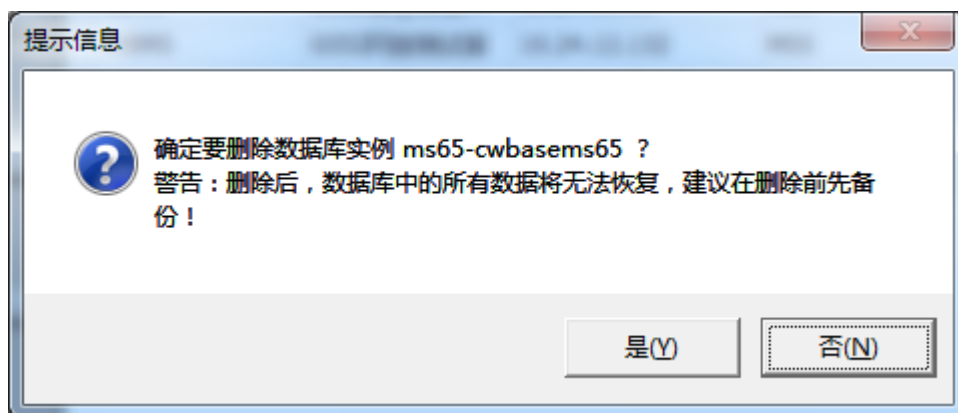 提示信息
确定要删除数据库实例 ms65-cwbasems65 ？
警告：删除后，数据库中的所有数据将无法恢复，建议在删除前先备
份！
是(Y)
否(N)